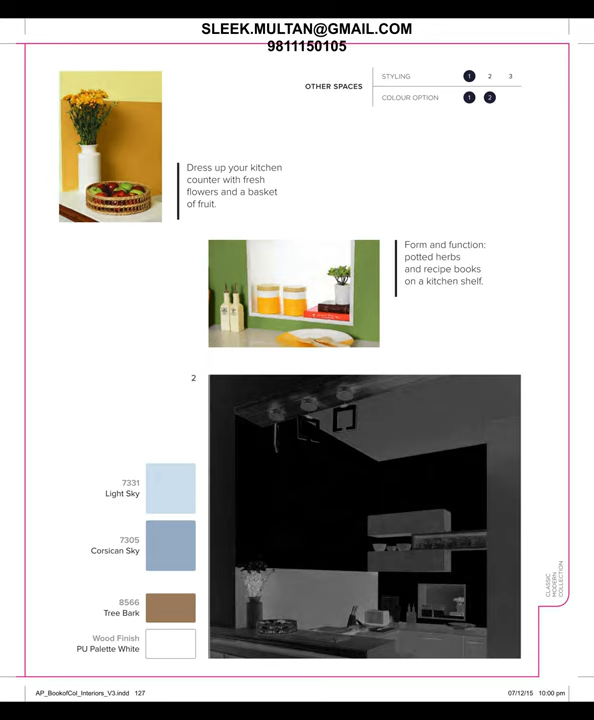 SLEEK.MULTAN@GMAIL.COM
9811150105
OTHER SPACES
STYLING 1 2 3
COLOUR OPTION 1 2
Dress up your kitchen
counter with fresh
flowers and a basket
of fruit.
Form and function:
potted herbs
and recipe books
on a kitchen shelf.
2
7331
Light Sky
7305
Corsican Sky
8566
Tree Bark
Wood Finish
PU Palette White
CLASSIC
MODERN
COLLECTION
AP_BookofCol_Interiors_V3.indd 127
07/12/15 10:00 pm